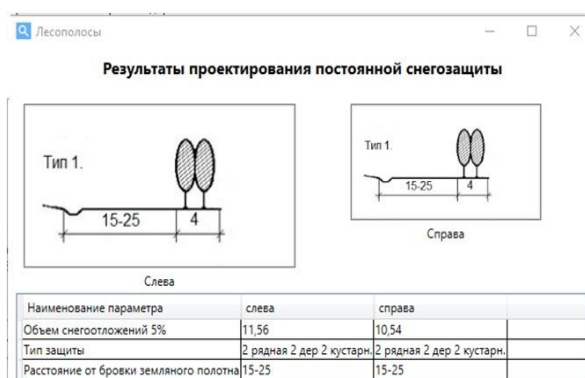 Лесополосы
Результаты проектирования постоянной снегозащиты
Тип 1.
15-25
4
Слева
Тип 1.
15-25
4
Справа
Наименование параметра слева справа
Объем снегоотложений 5% 11,56 10,54
Тип защиты 2 рядная 2 дер 2 кустарн. 2 рядная 2 дер 2 кустарн.
Расстояние от бровки земляного полотна 15-25 15-25